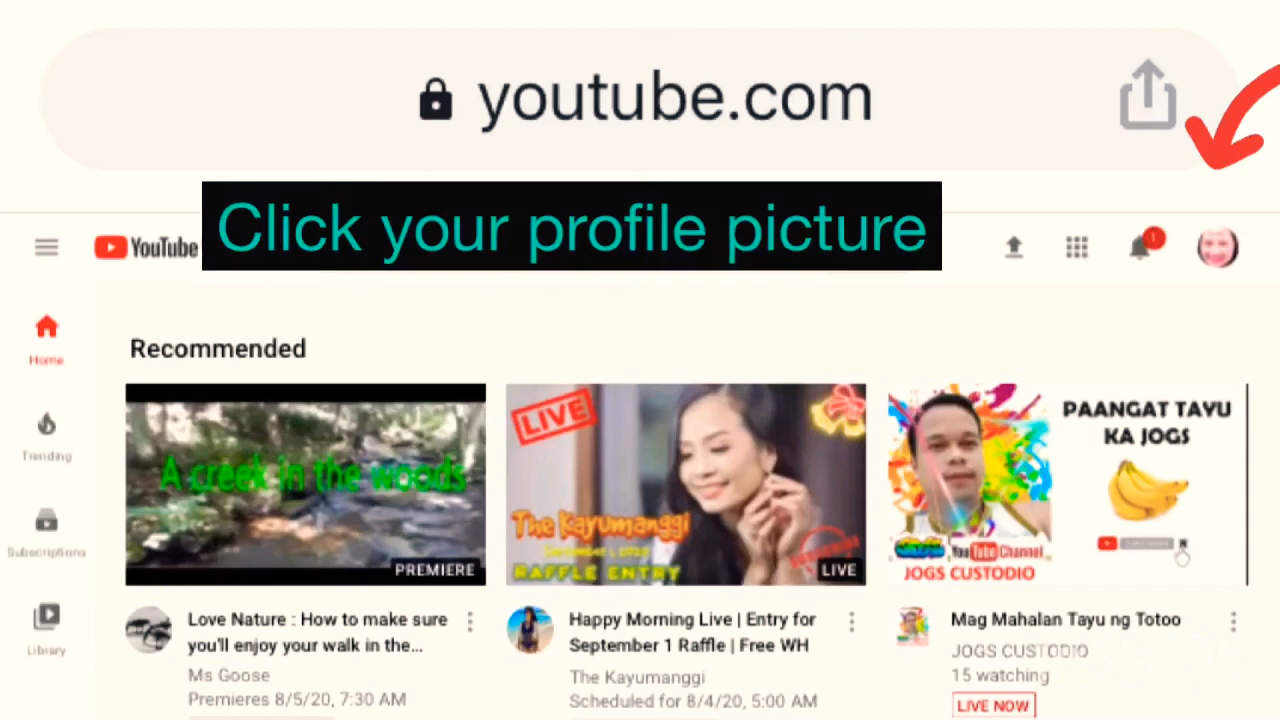 youtube.com
Click your profile picture
YouTube
1
Home
Trending
Subscriptions
Library
Recommended
A creek in the woods
PREMIERE
LIVE
The Kayumanggi
RAFFLE ENTRY
LIVE
PAANGAT TAYU
KA JOGS
YouTube Channel
JOGS CUSTODIO
Love Nature : How to make sure
you'll enjoy your walk in the...
Ms Goose
Premieres 8/5/20, 7:30 AM
Happy Morning Live | Entry for
September 1 Raffle | Free WH
The Kayumanggi
Scheduled for 8/4/20, 5:00 AM
Mag Mahalan Tayu ng Totoo
JOGS CUSTODIO
15 watching
LIVE NOW